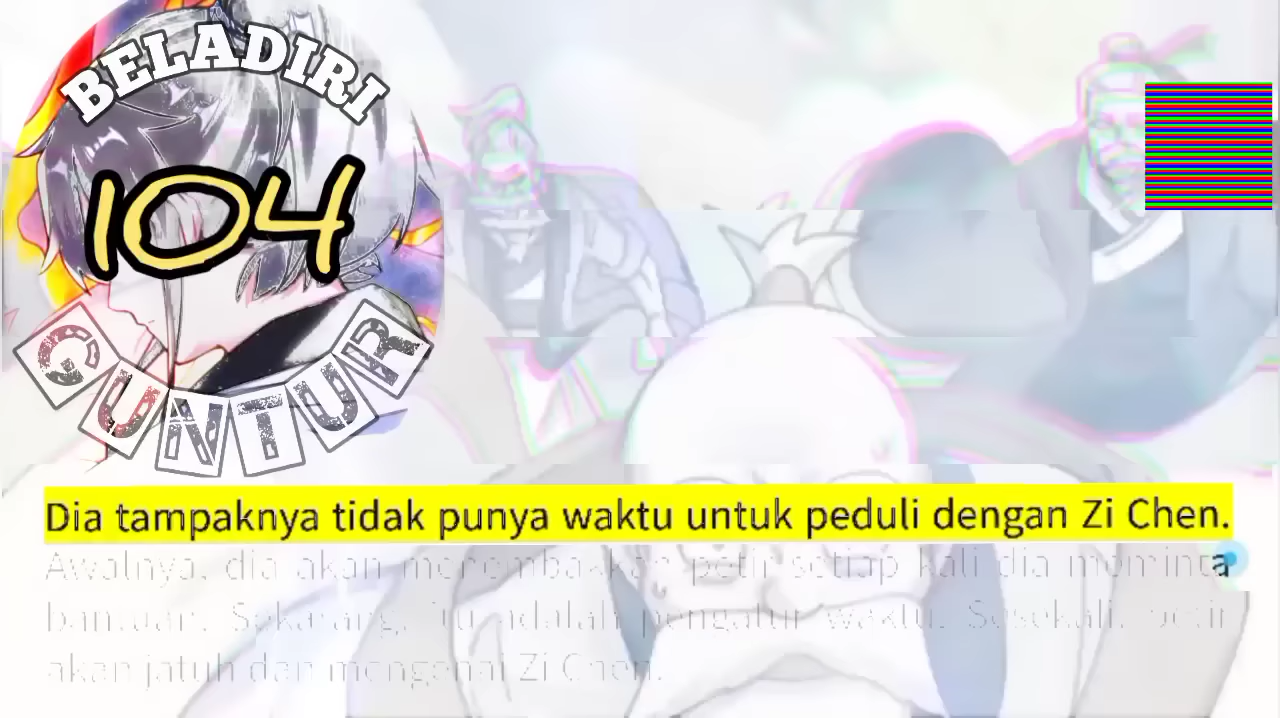 BELADIRI
104
GUNTUR
Dia tampaknya tidak punya waktu untuk peduli dengan Zi Chen.
Awalnya, dia akan menembakkan petir setiap kali dia meminta
bantuan. Sekarang, itu adalah pengatur waktu. Sesekali, petir
akan jatuh dan mengenai Zi Chen.